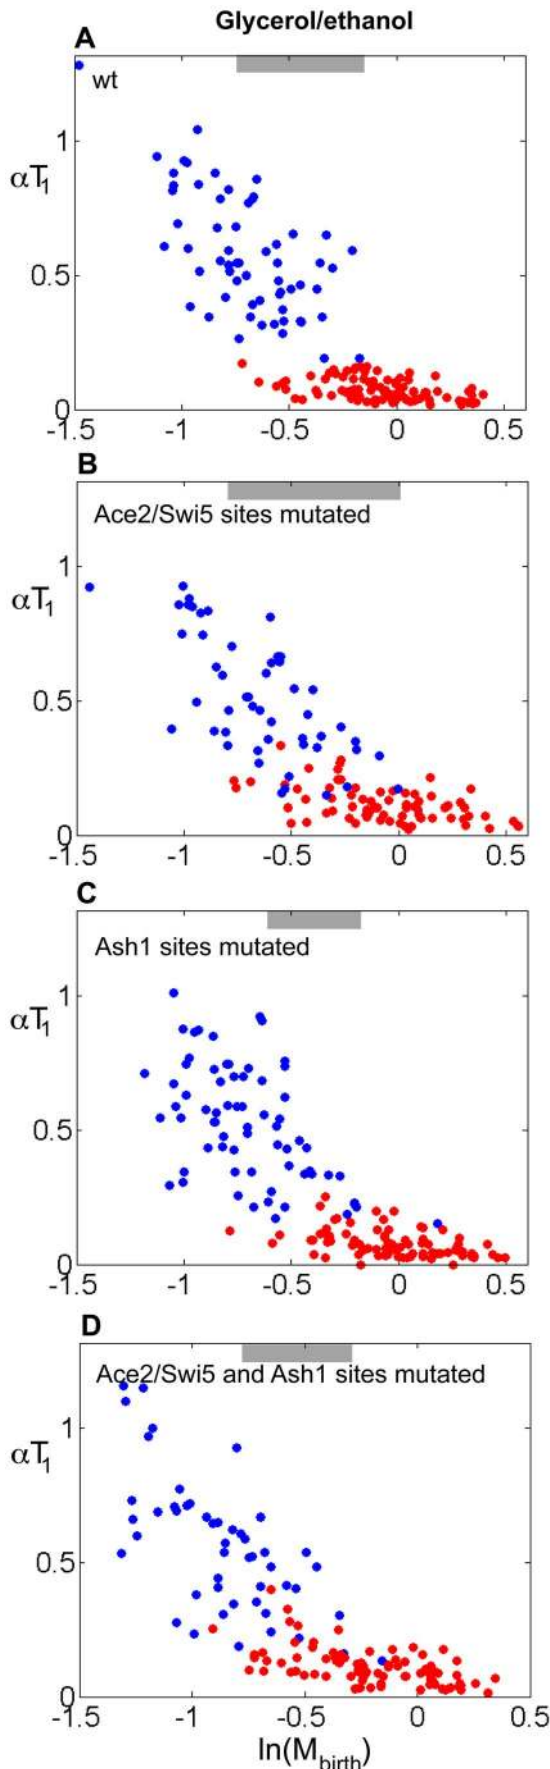 Glycerol/ethanol
A
wt
1
αT1
0.5
0
-1.5 -1 -0.5 0 0.5
B
Ace2/Swi5 sites mutated
1
αT1
0.5
0
-1.5 -1 -0.5 0 0.5
C
Ash1 sites mutated
1
αT1
0.5
0
-1.5 -1 -0.5 0 0.5
D
Ace2/Swi5 and Ash1 sites mutated
1
αT1
0.5
0
-1.5 -1 -0.5 0 0.5
ln(Mbirth)